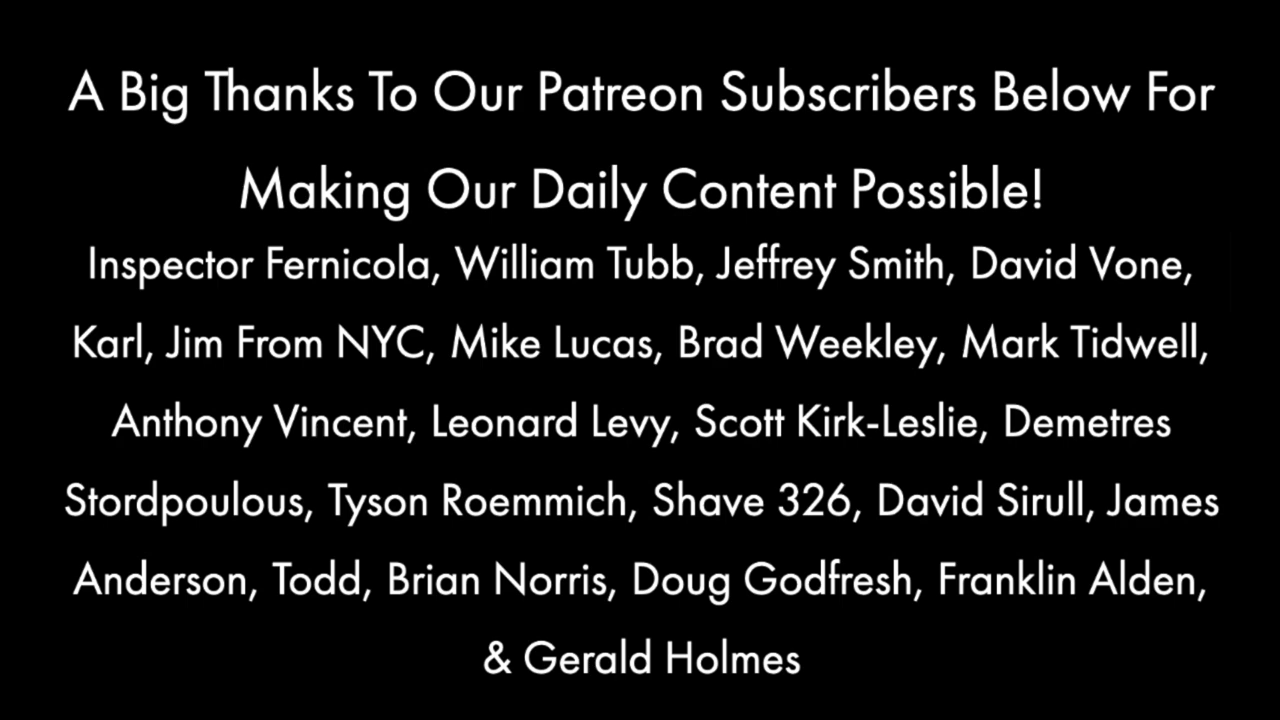 A Big Thanks To Our Patreon Subscribers Below For
Making Our Daily Content Possible!
Inspector Fernicola, William Tubb, Jeffrey Smith, David Vone,
Karl, Jim From NYC, Mike Lucas, Brad Weekley, Mark Tidwell,
Anthony Vincent, Leonard Levy, Scott Kirk-Leslie, Demetres
Stordpoulous, Tyson Roemmich, Shave 326, David Sirull, James
Anderson, Todd, Brian Norris, Doug Godfresh, Franklin Alden,
& Gerald Holmes